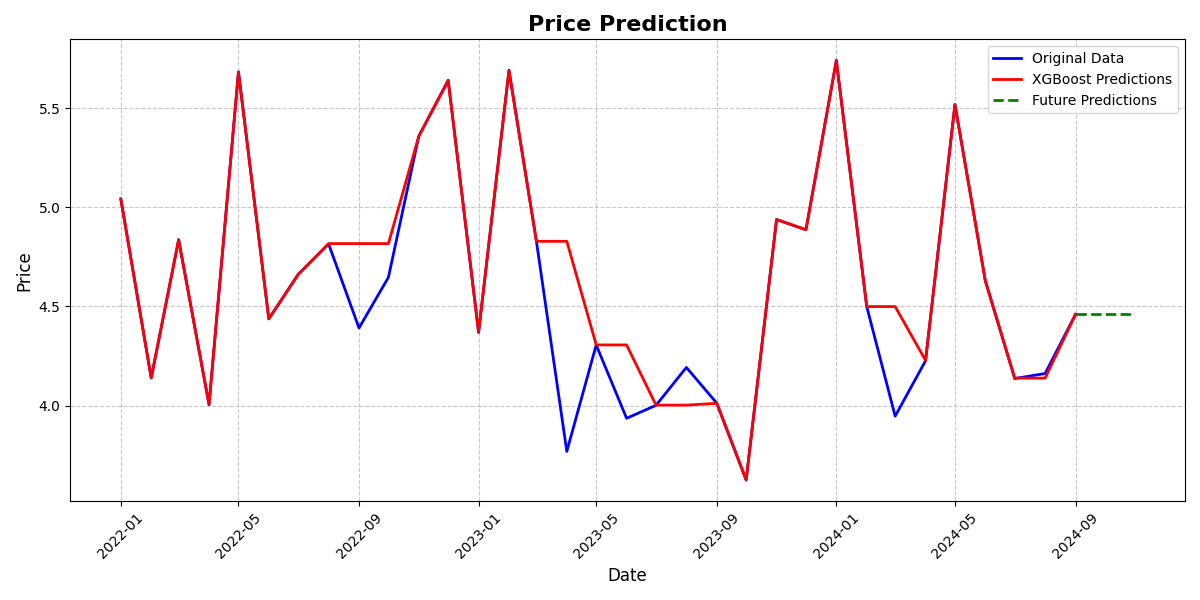 Price Prediction
Original Data
XGBoost Predictions
Future Predictions
Price
5.5
5.0
4.5
4.0
2022-01
2022-05
2022-09
2023-01
2023-05
2023-09
2024-01
2024-05
2024-09
Date